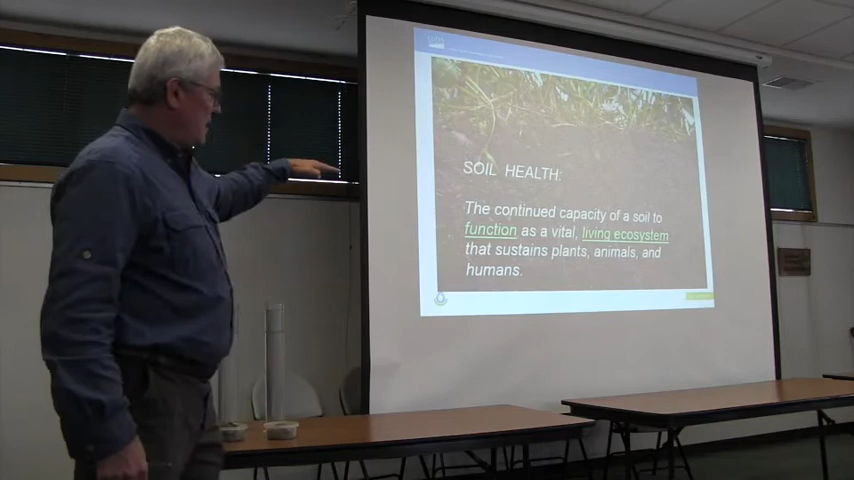 SOIL HEALTH:
The continued capacity of a soil to
function as a vital, living ecosystem
that sustains plants, animals, and
humans.